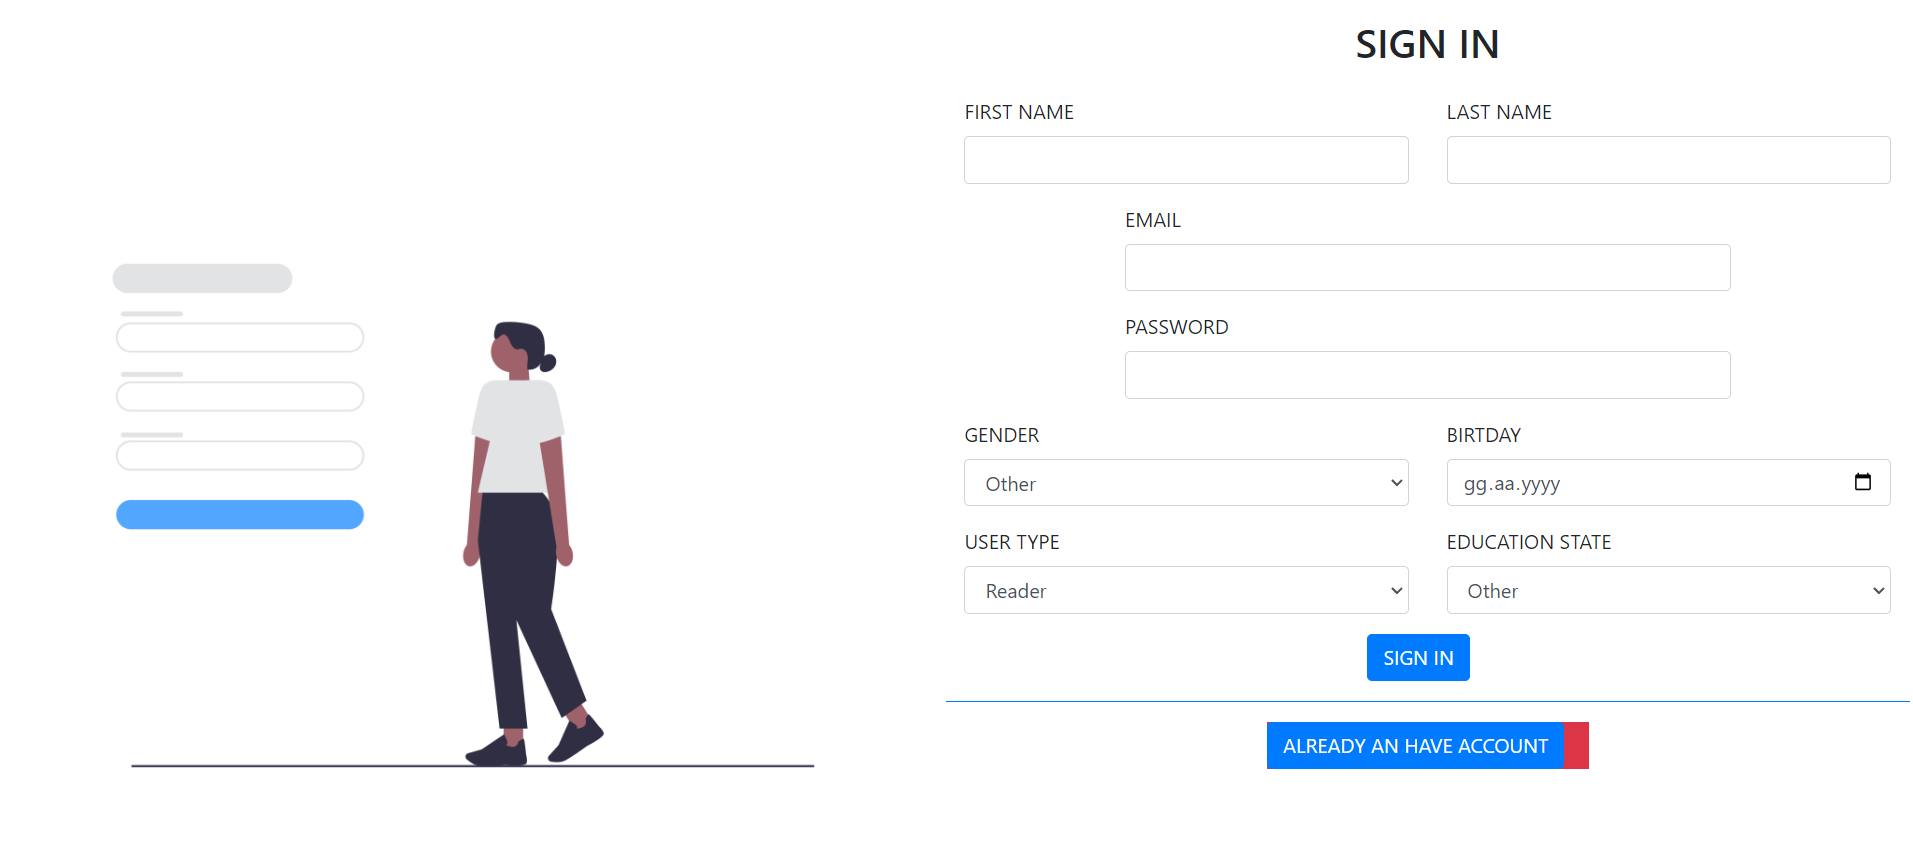 SIGN IN
FIRST NAME
LAST NAME
EMAIL
PASSWORD
GENDER
BIRTDAY
Other
gg.aa.yyyy
USER TYPE
EDUCATION STATE
Reader
Other
SIGN IN
ALREADY AN HAVE ACCOUNT